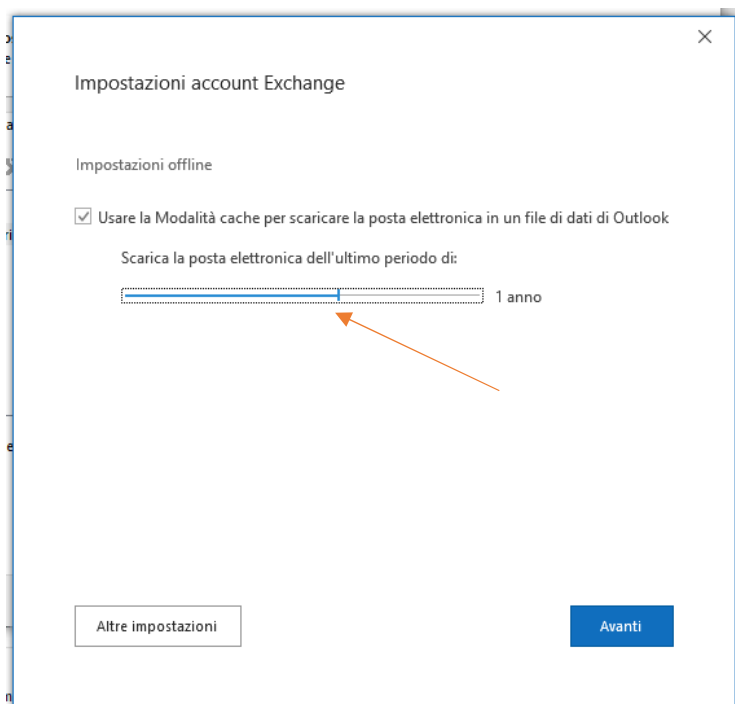 Impostazioni account Exchange
Impostazioni offline
Usare la Modalità cache per scaricare la posta elettronica in un file di dati di Outlook
Scarica la posta elettronica dell'ultimo periodo di:
1 anno
Altre impostazioni
Avanti